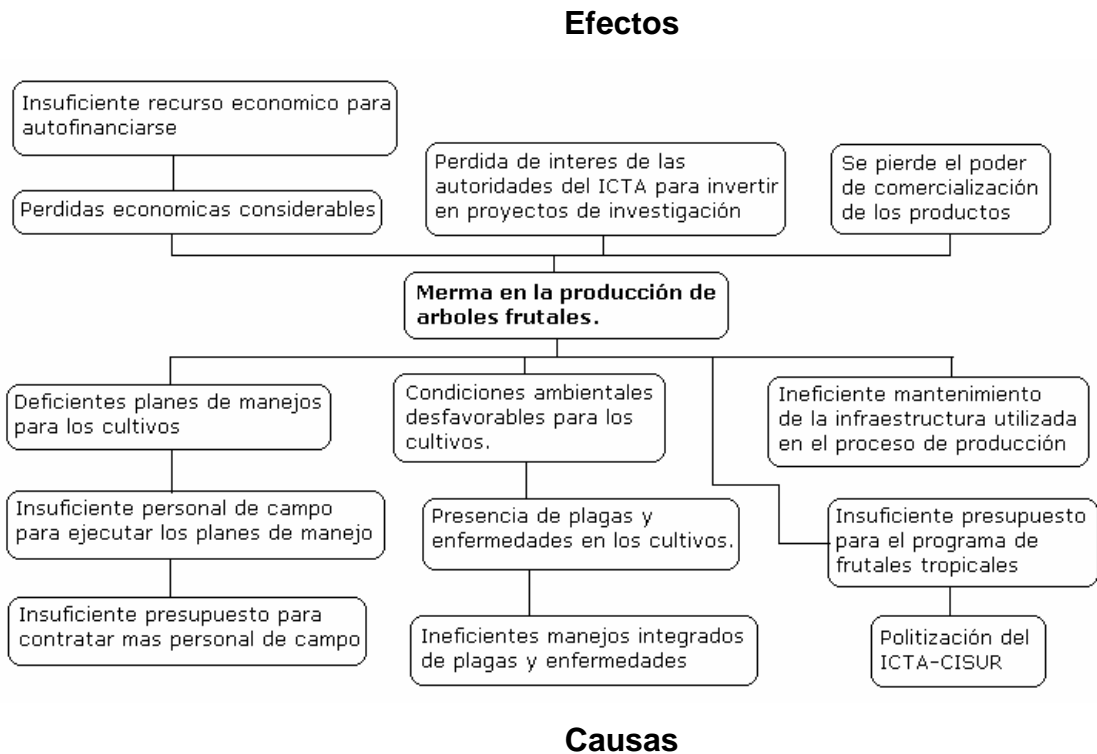 Efectos
Insuficiente recurso economico para
autofinanciarse
Perdidas economicas considerables
Perdida de interes de las
autoridades del ICTA para invertir
en proyectos de investigación
Se pierde el poder
de comercialización
de los productos
Merma en la producción de
arboles frutales.
Deficientes planes de manejos
para los cultivos
Condiciones ambientales
desfavorables para los
cultivos.
Ineficiente mantenimiento
de la infraestructura utilizada
en el proceso de producción
Insuficiente personal de campo
para ejecutar los planes de manejo
Presencia de plagas y
enfermedades en los cultivos.
Insuficiente presupuesto
para el programa de
frutales tropicales
Insuficiente presupuesto para
contratar mas personal de campo
Ineficientes manejos integrados
de plagas y enfermedades
Politización del
ICTA-CISUR
Causas